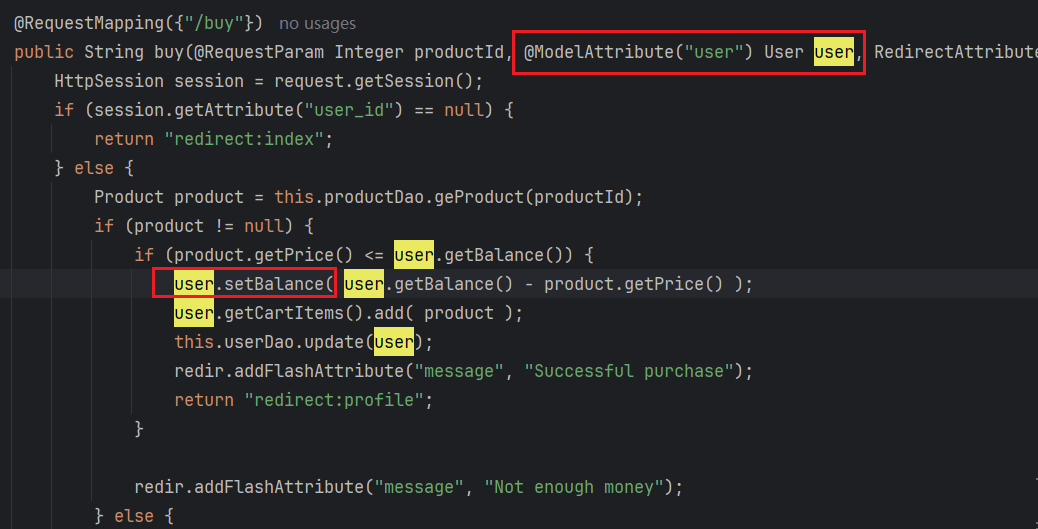 @RequestMapping({"/buy"}) no usages
public String buy(@RequestParam Integer productId, @ModelAttribute("user") User user, RedirectAttribute
HttpSession session = request.getSession();
if (session.getAttribute("user_id") == null) {
return "redirect:index";
} else {
Product product = this.productDao.geProduct(productId);
if (product != null) {
if (product.getPrice() <= user.getBalance()) {
user.setBalance( user.getBalance() - product.getPrice() );
user.getCartItems().add( product );
this.userDao.update(user);
redir.addFlashAttribute("message", "Successful purchase");
return "redirect:profile";
}
redir.addFlashAttribute("message", "Not enough money");
} else {